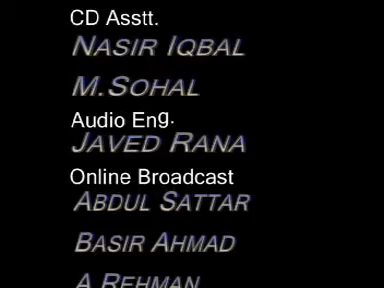 CD Asstt.
NASIR IQBAL
M.SOHAL
Audio Eng.
JAVED RANA
Online Broadcast
ABDUL SATTAR
BASIR AHMAD
A REHMAN